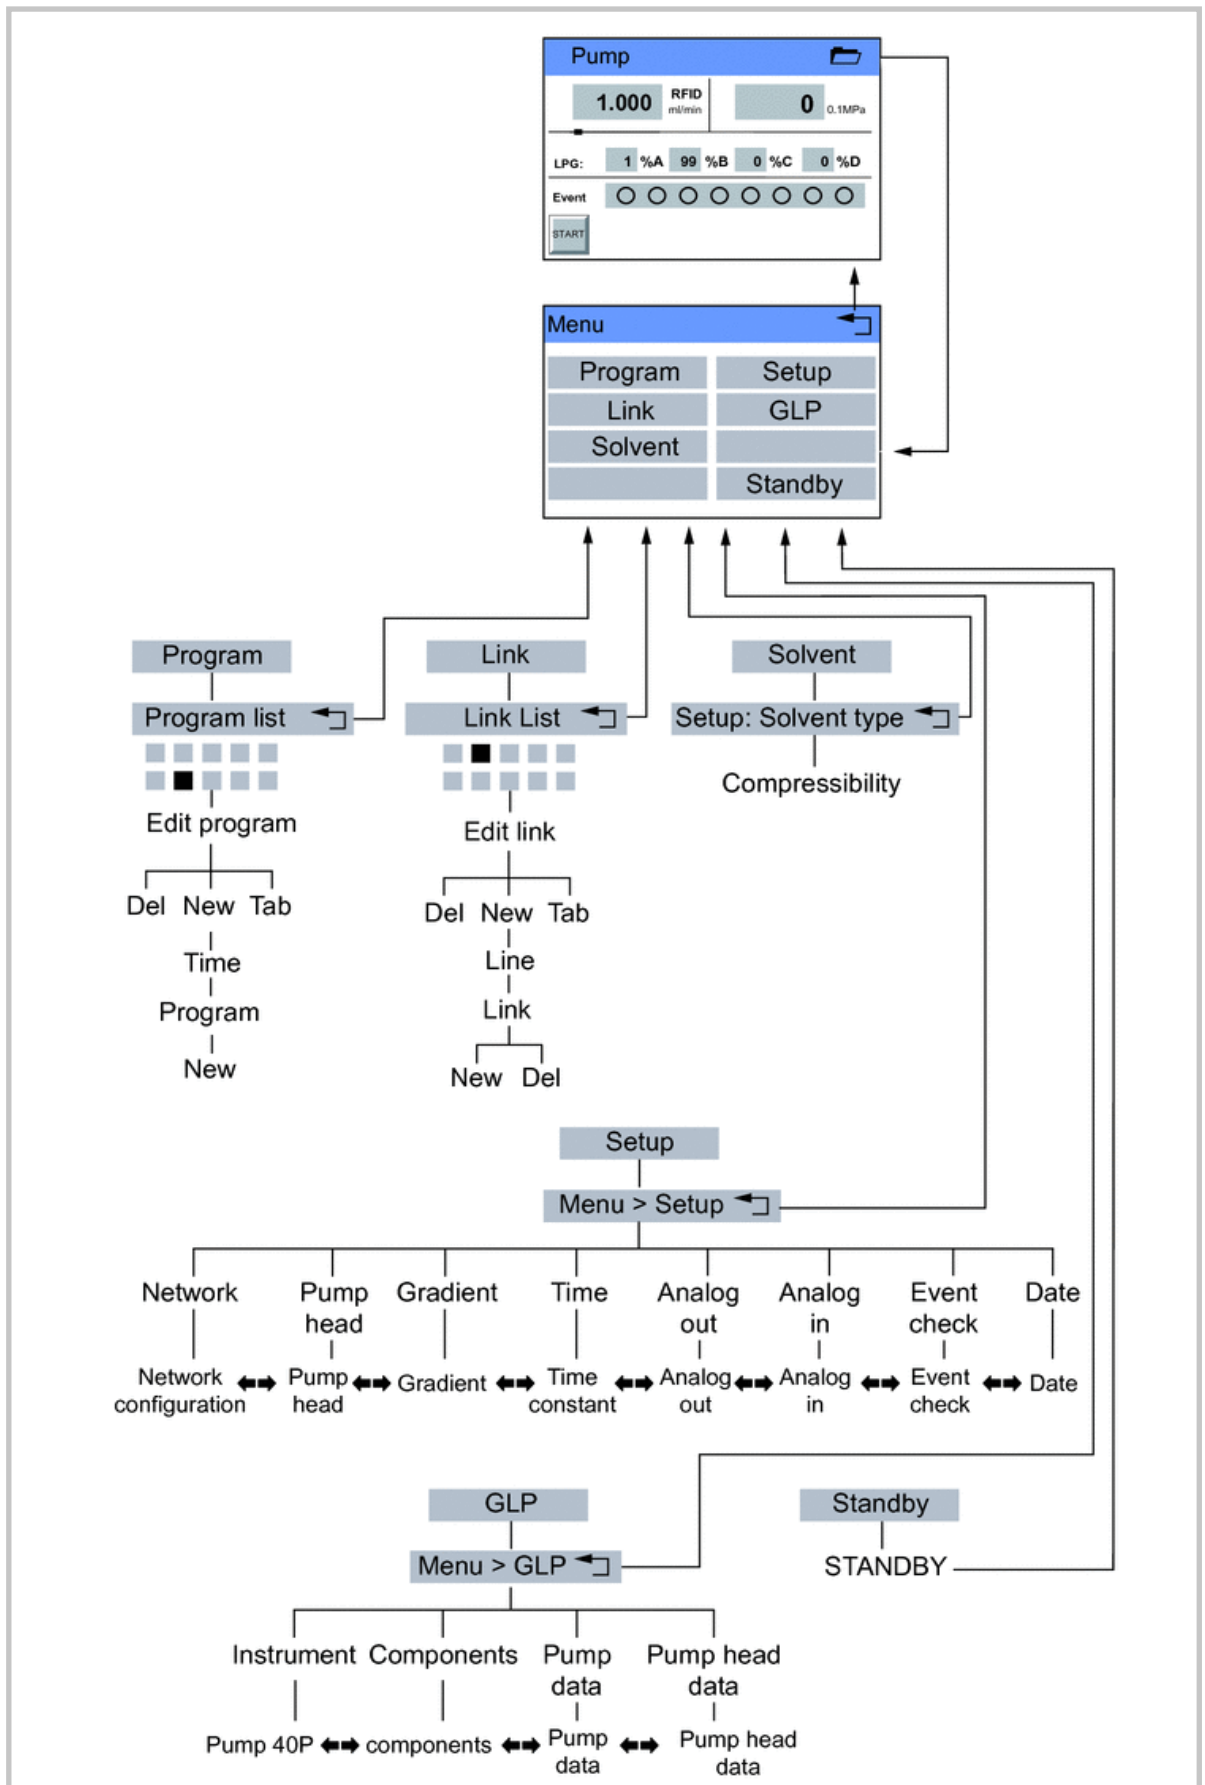 Pump
1.000 RFID ml/min 0 0.1MPa
LPG: 1 %A 99 %B 0 %C 0 %D
Event
START
Menu
Program Setup
Link GLP
Solvent
Standby
Program Link Solvent
Program list Link List Setup: Solvent type
Compressibility
Edit program Edit link
Del New Tab Del New Tab
Time Line
Program Link
New New Del
Setup
Menu > Setup
Network Pump Gradient Time Analog Analog Event Date
head out in check
Network Pump Gradient Time Analog Analog Event Date
configuration head constant out in check
GLP Standby
Menu > GLP STANDBY
Instrument Components Pump Pump head
data data
Pump 40P components Pump Pump head
data data